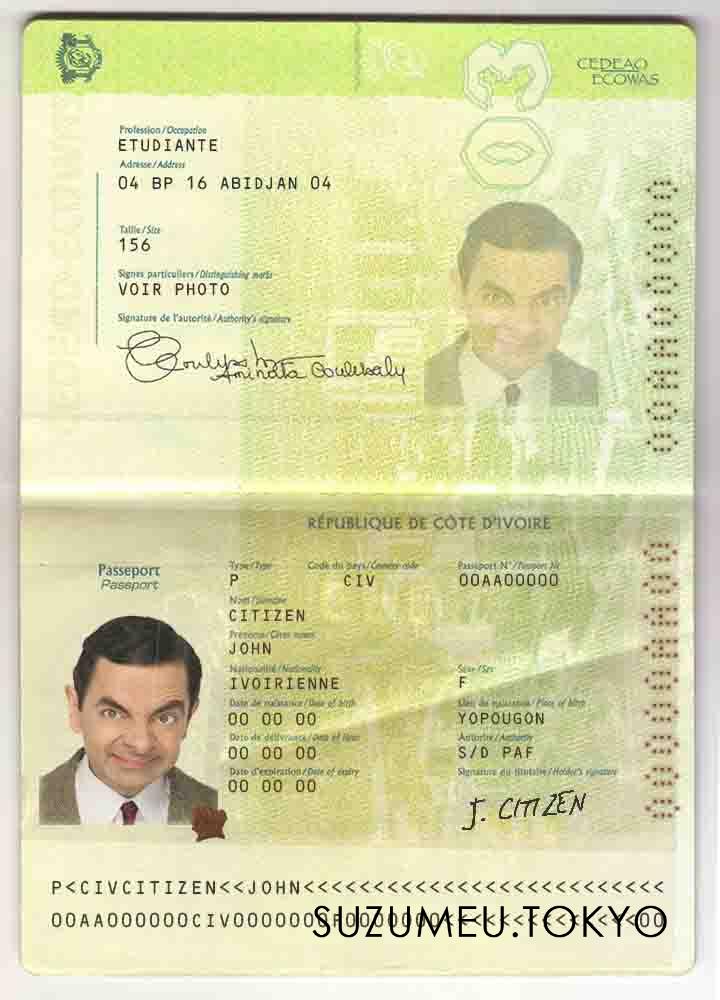 CEDEAO
ECOWAS
Profession/Occupation
ETUDIANTE
Adresse/Address
04 BP 16 ABIDJAN 04
Taille/Size
156
Signes particuliers/Distinguishing marks
VOIR PHOTO
Signature de l'autorité/Authority's signature
Aminata Coulibaly
RÉPUBLIQUE DE CÔTE D'IVOIRE
Passeport
Passport
Type/Type
Code du pays/
Passeport N°/Passport Nr
P
CIV
00AA00000
Nom/Surname
CITIZEN
Prénoms/Given names
JOHN
Nationalité/Nationality
Sexe/Sex
IVOIRIENNE
F
Date de naissance/Date of birth
Lieu de naissance/Place of birth
00 00 00
YOPOUGON
Date de délivrance/Date of issue
Autorité/Authority
00 00 00
S/D PAF
Date d'expiration/Date of expiry
Signature du titulaire/Holder's signature
00 00 00
J. CITIZEN
P<CIVCITIZEN<<JOHN<<<<<<<<<<<<<<<<<<<<<<<<<<
SUZUMEU.TOKYO